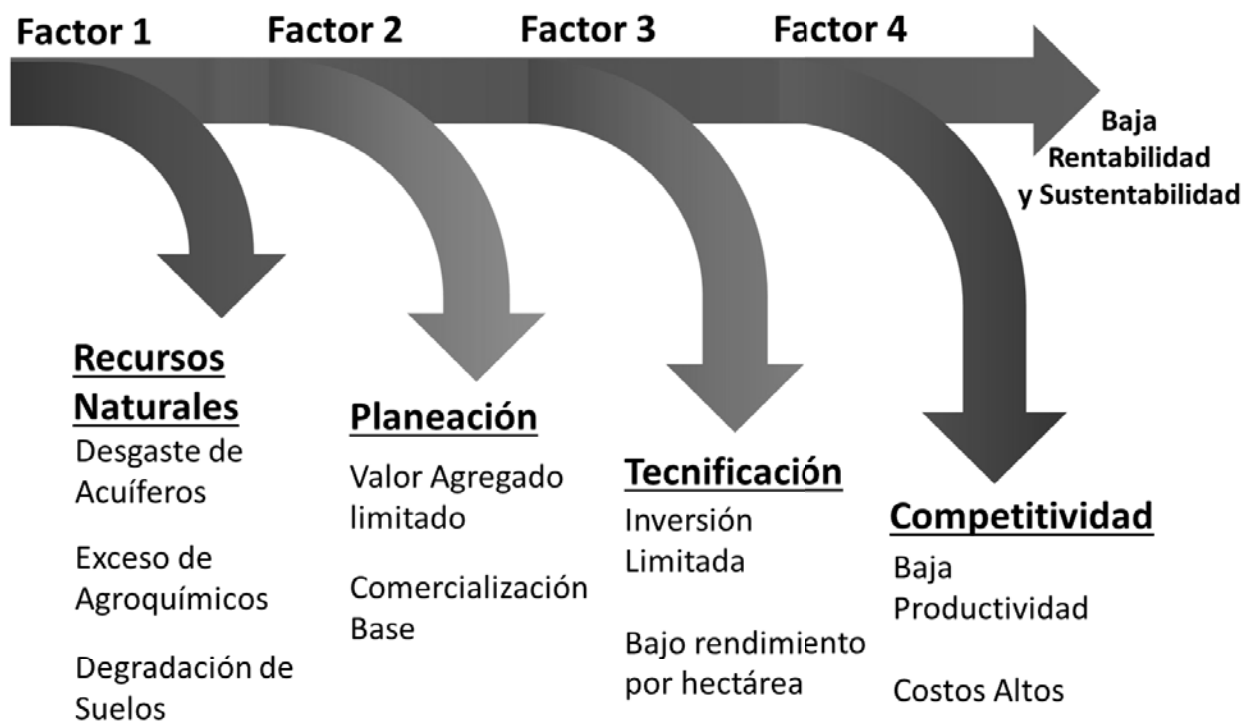 Factor 1
Factor 2
Factor 3
Factor 4
Baja
Rentabilidad
y Sustentabilidad
Recursos
Naturales
Desgaste de
Acuíferos
Exceso de
Agroquímicos
Degradación de
Suelos
Planeación
Valor Agregado
limitado
Comercialización
Base
Tecnificación
Inversión
Limitada
Bajo rendimiento
por hectárea
Competitividad
Baja
Productividad
Costos Altos